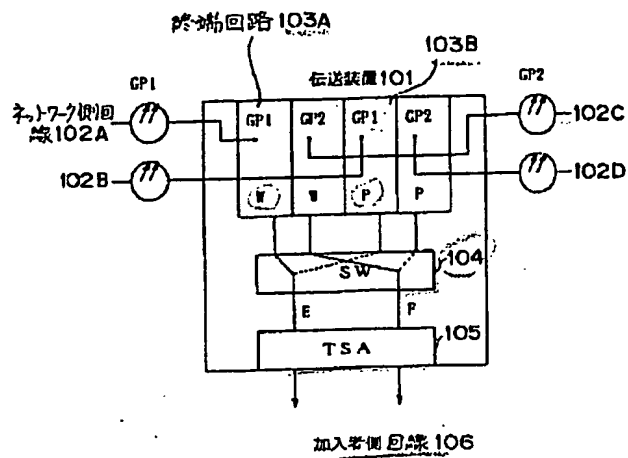 終端回路103A
103B
GP1
伝送装置101
GP2
ネットワーク側回
線102A
GP1
GP2
GP1
GP2
102C
102B
102D
W
W
P
P
SW
104
E
F
105
TSA
加入者側回線106